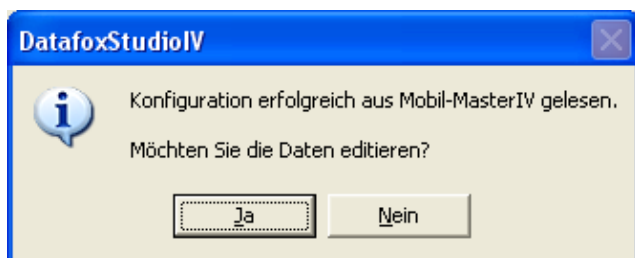 DatafoxStudioIV
Konfiguration erfolgreich aus Mobil-MasterIV gelesen.
Möchten Sie die Daten editieren?
Ja
Nein